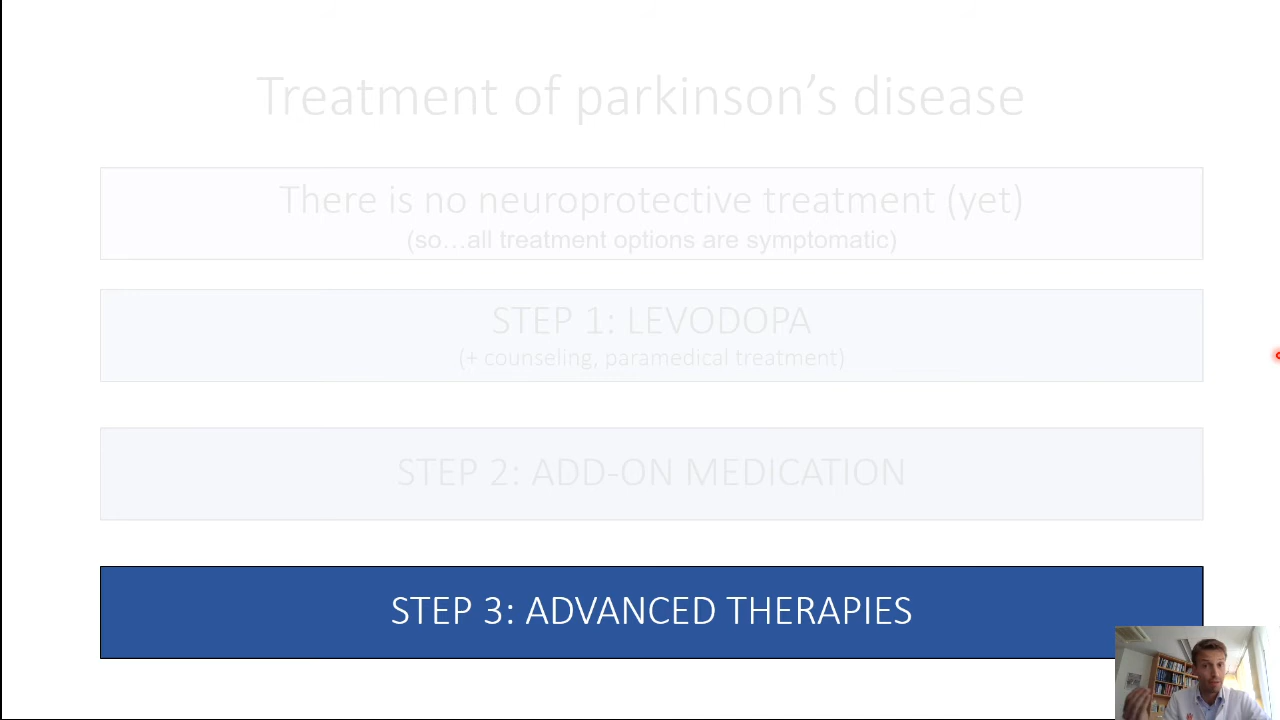 Treatment of parkinson's disease
There is no neuroprotective treatment (yet)
(so...all treatment options are symptomatic)
STEP 1: LEVODOPA
(+ counseling, paramedical treatment)
STEP 2: ADD-ON MEDICATION
STEP 3: ADVANCED THERAPIES